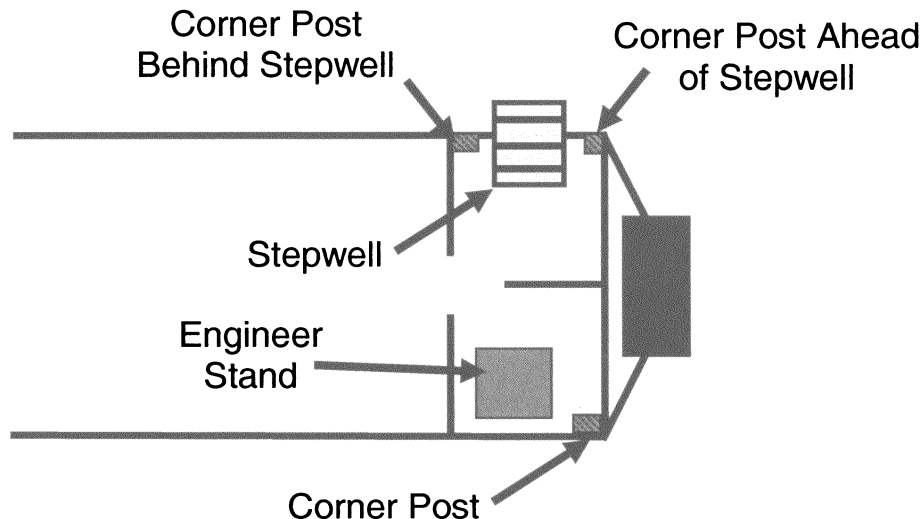 Corner Post
Behind Stepwell
Corner Post Ahead
of Stepwell
Stepwell
Engineer
Stand
Corner Post